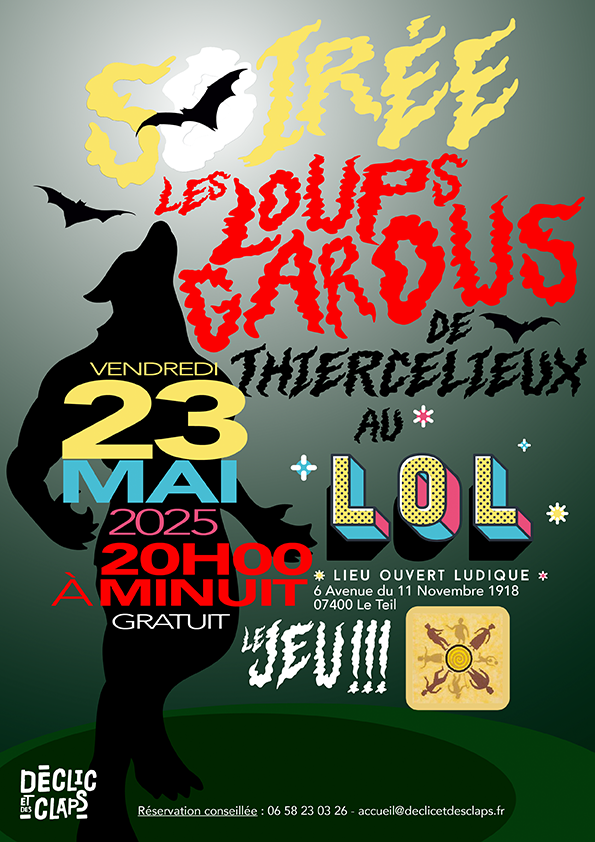 SOIRÉE
LES LOUPS
GAROUS
DE
THIERCELIEUX
AU
LOL
LIEU OUVERT LUDIQUE
6 Avenue du 11 Novembre 1918
07400 Le Teil
VENDREDI
23
MAI
2025
20H00
À MINUIT
GRATUIT
LE JEU!!!
DÉCLIC
ET DES
CLAPS
Réservation conseillée : 06 58 23 03 26 - accueil@declicetdesclaps.fr